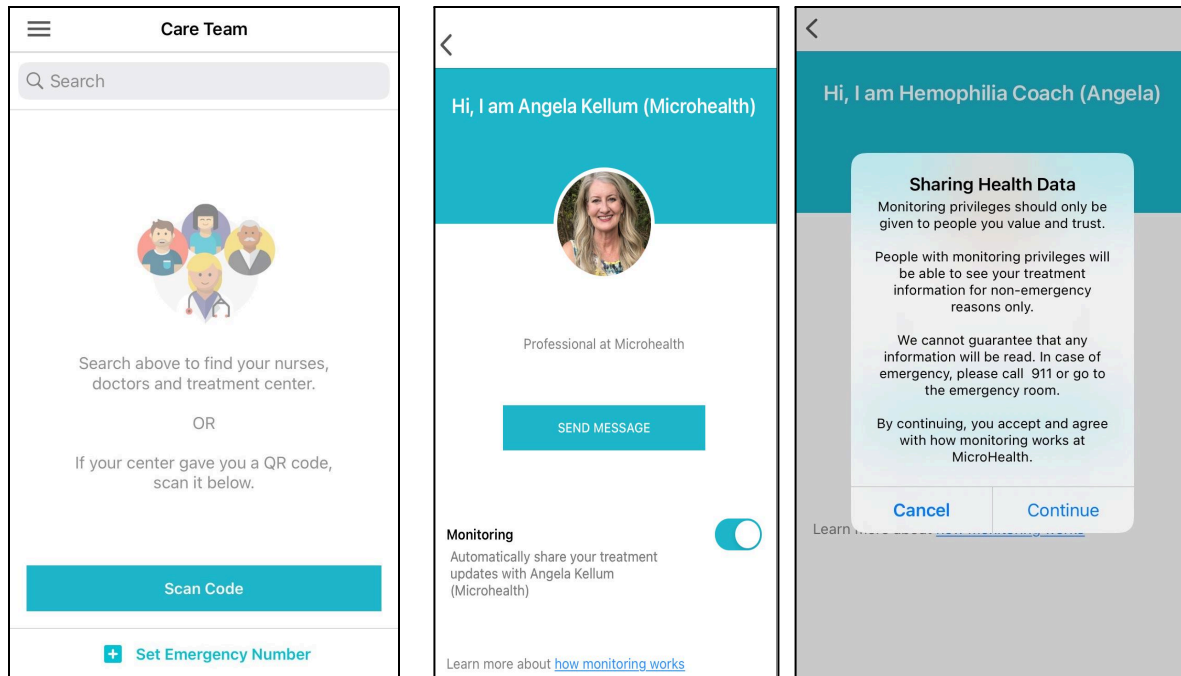 Care Team
Search
Search above to find your nurses,
doctors and treatment center.
OR
If your center gave you a QR code,
scan it below.
Scan Code
Set Emergency Number
Hi, I am Angela Kellum (Microhealth)
Professional at Microhealth
SEND MESSAGE
Monitoring
Automatically share your treatment
updates with Angela Kellum
(Microhealth)
Learn more about how monitoring works
Hi, I am Hemophilia Coach (Angela)
Sharing Health Data
Monitoring privileges should only be
given to people you value and trust.
People with monitoring privileges will
be able to see your treatment
information for non-emergency
reasons only.
We cannot guarantee that any
information will be read. In case of
emergency, please call 911 or go to
the emergency room.
By continuing, you accept and agree
with how monitoring works at
MicroHealth.
Cancel Continue
Learn more about how monitoring works